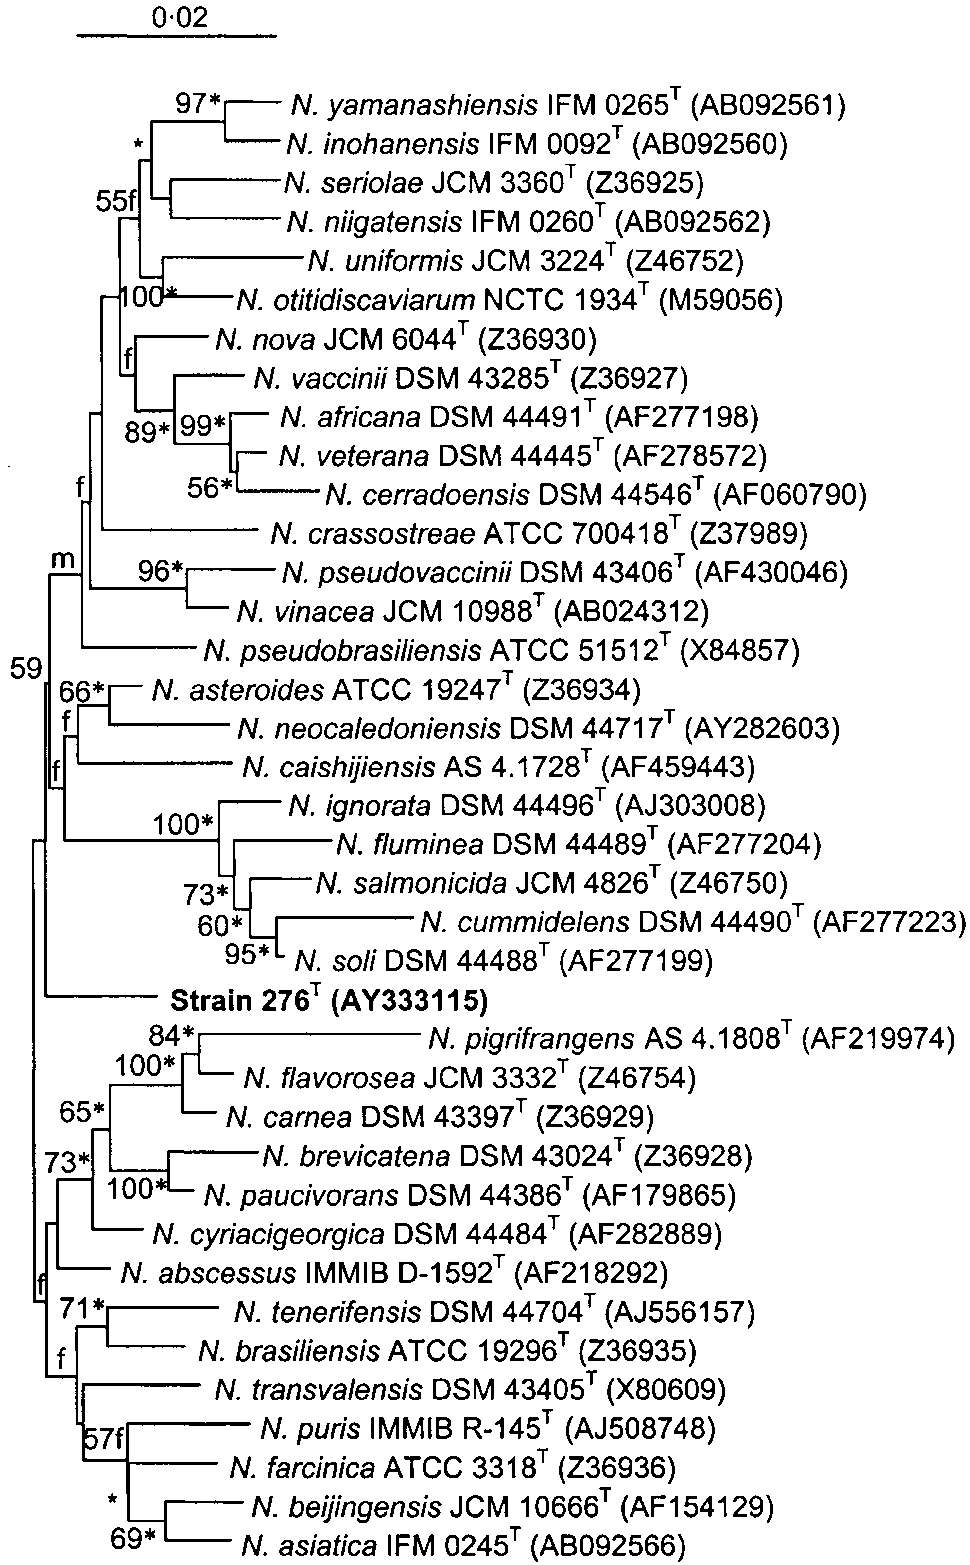 0·02
97* N. yamanashiensis IFM 0265T (AB092561)
N. inohanensis IFM 0092T (AB092560)
*
N. seriolae JCM 3360T (Z36925)
55f
N. niigatensis IFM 0260T (AB092562)
N. uniformis JCM 3224T (Z46752)
100* N. otitidiscaviarum NCTC 1934T (M59056)
N. nova JCM 6044T (Z36930)
f
N. vaccinii DSM 43285T (Z36927)
N. africana DSM 44491T (AF277198)
89* 99*
N. veterana DSM 44445T (AF278572)
56* N. cerradoensis DSM 44546T (AF060790)
f
N. crassostreae ATCC 700418T (Z37989)
m
96* N. pseudovaccinii DSM 43406T (AF430046)
N. vinacea JCM 10988T (AB024312)
N. pseudobrasiliensis ATCC 51512T (X84857)
59
66* N. asteroides ATCC 19247T (Z36934)
f
N. neocaledoniensis DSM 44717T (AY282603)
f
N. caishijiensis AS 4.1728T (AF459443)
N. ignorata DSM 44496T (AJ303008)
100*
N. fluminea DSM 44489T (AF277204)
N. salmonicida JCM 4826T (Z46750)
73*
N. cummidelens DSM 44490T (AF277223)
60*
95* N. soli DSM 44488T (AF277199)
Strain 276T (AY333115)
84* N. pigrifrangens AS 4.1808T (AF219974)
100*
N. flavorosea JCM 3332T (Z46754)
65* N. carnea DSM 43397T (Z36929)
73* N. brevicatena DSM 43024T (Z36928)
100* N. paucivorans DSM 44386T (AF179865)
N. cyriacigeorgica DSM 44484T (AF282889)
N. abscessus IMMIB D-1592T (AF218292)
f
71* N. tenerifensis DSM 44704T (AJ556157)
f
N. brasiliensis ATCC 19296T (Z36935)
N. transvalensis DSM 43405T (X80609)
57f N. puris IMMIB R-145T (AJ508748)
N. farcinica ATCC 3318T (Z36936)
*
N. beijingensis JCM 10666T (AF154129)
69* N. asiatica IFM 0245T (AB092566)